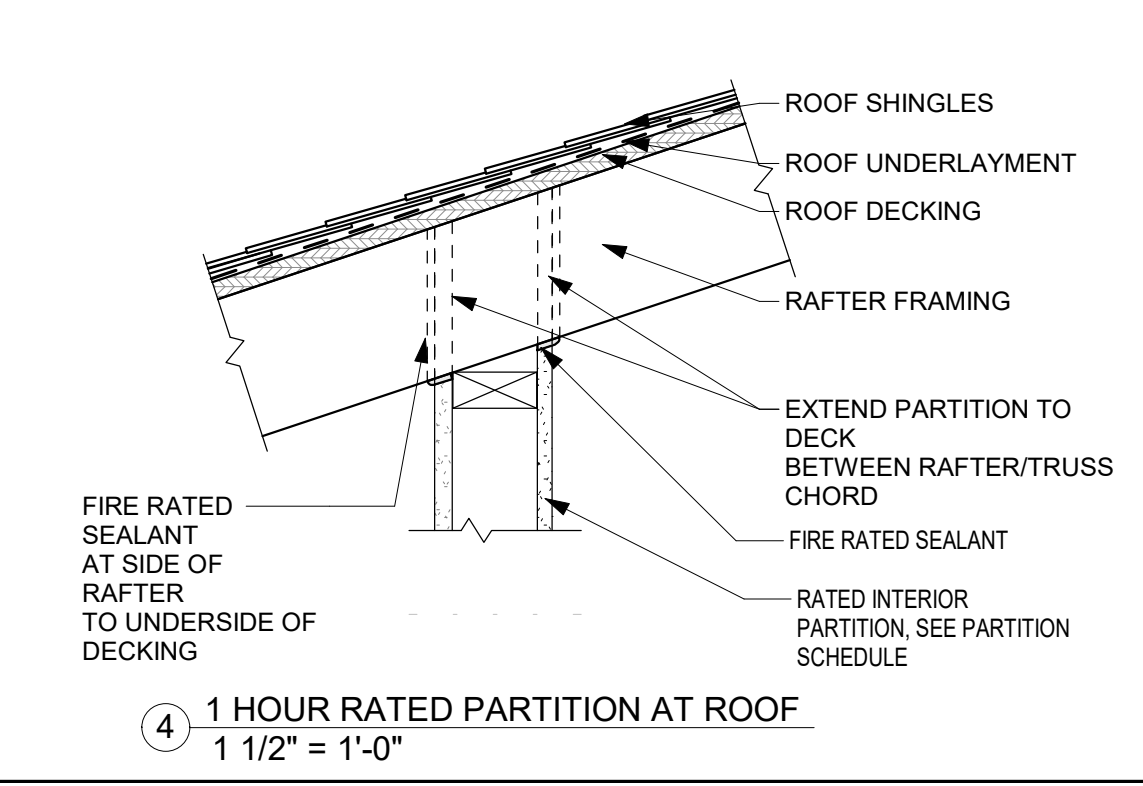 ROOF SHINGLES
ROOF UNDERLAYMENT
ROOF DECKING
RAFTER FRAMING
EXTEND PARTITION TO
DECK
BETWEEN RAFTER/TRUSS
CHORD
FIRE RATED
SEALANT
AT SIDE OF
RAFTER
TO UNDERSIDE OF
DECKING
FIRE RATED SEALANT
RATED INTERIOR
PARTITION, SEE PARTITION
SCHEDULE
4
1 HOUR RATED PARTITION AT ROOF
1 1/2" = 1'-0"